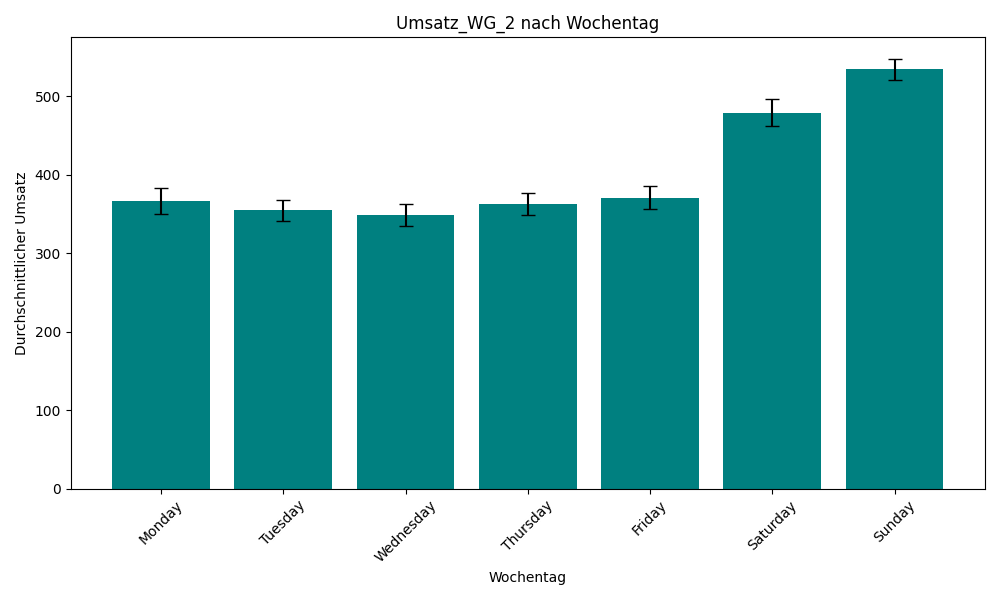 Umsatz_WG_2 nach Wochentag
Durchschnittlicher Umsatz
500
400
300
200
100
0
Monday
Tuesday
Wednesday
Thursday
Friday
Saturday
Sunday
Wochentag